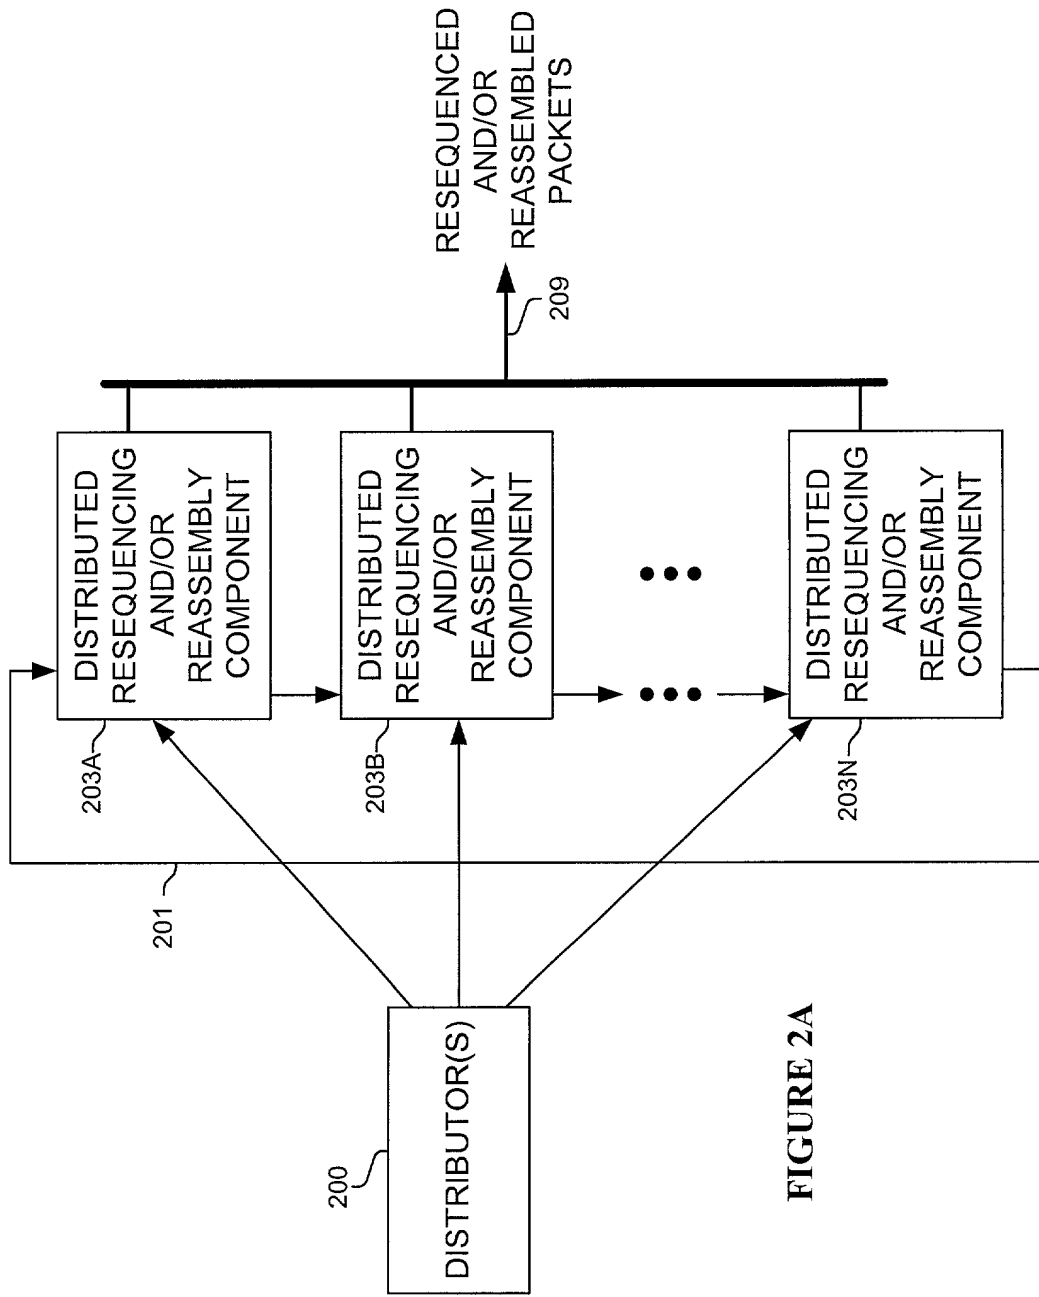 200
DISTRIBUTOR(S)
201
203A
DISTRIBUTED
RESEQUENCING
AND/OR
REASSEMBLY
COMPONENT
203B
DISTRIBUTED
RESEQUENCING
AND/OR
REASSEMBLY
COMPONENT
203N
DISTRIBUTED
RESEQUENCING
AND/OR
REASSEMBLY
COMPONENT
209
RESEQUENCED
AND/OR
REASSEMBLED
PACKETS
FIGURE 2A